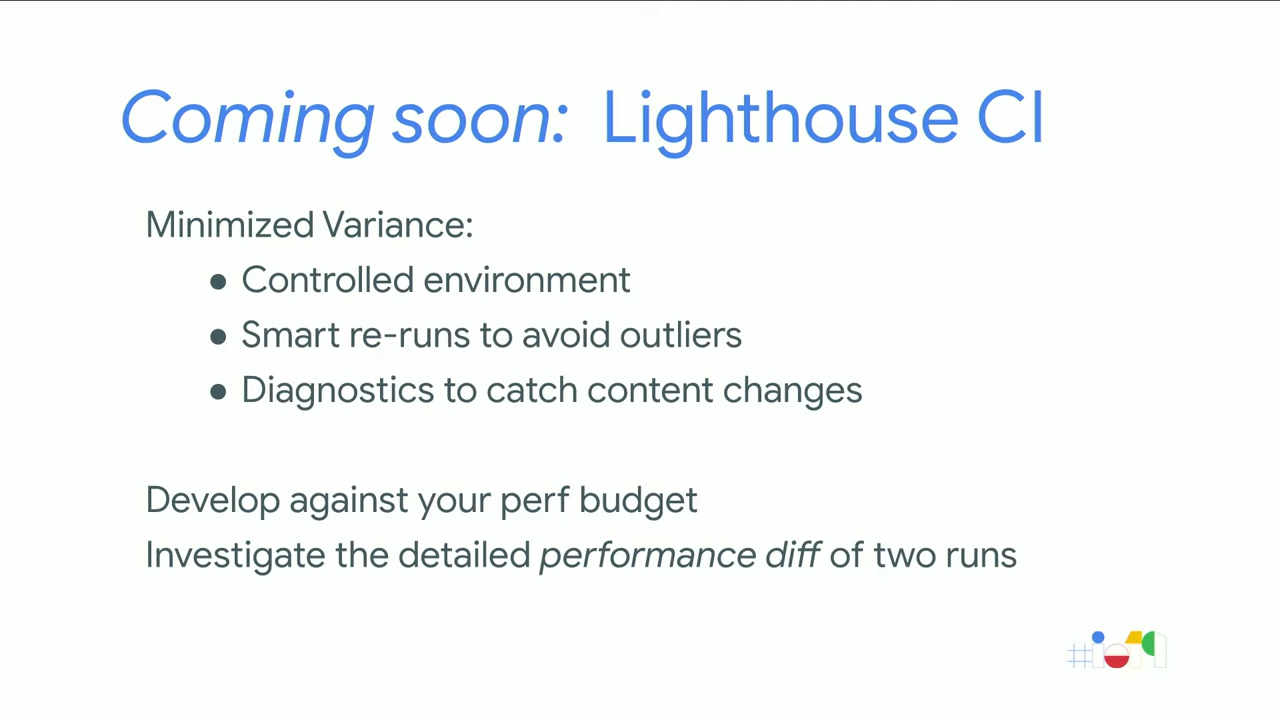 Coming soon: Lighthouse CI
Minimized Variance:
● Controlled environment
● Smart re-runs to avoid outliers
● Diagnostics to catch content changes
Develop against your perf budget
Investigate the detailed performance diff of two runs
#io19